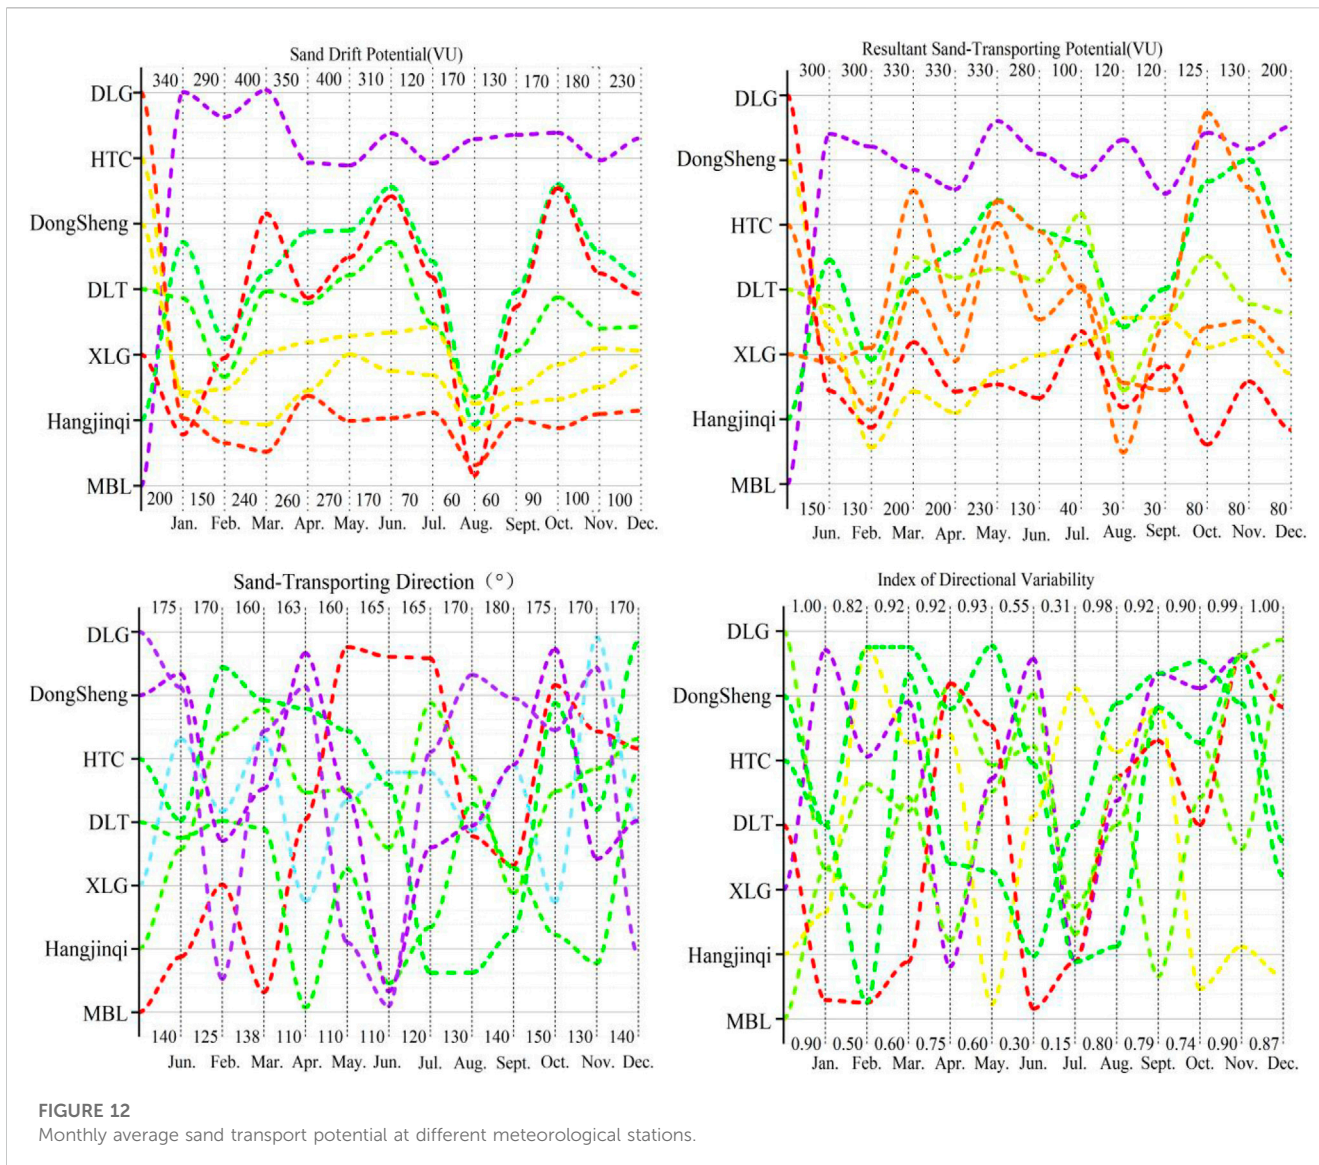 Sand Drift Potential(VU)
340 290 400 350 400 310 120 170 130 170 180 230
DLG
HTC
DongSheng
DLT
XLG
Hangjinqi
MBL
200 150 240 260 270 170 70 60 60 90 100 100
Jan. Feb. Mar. Apr. May. Jun. Jul. Aug. Sept. Oct. Nov. Dec.
Resultant Sand-Transporting Potential(VU)
300 300 330 330 330 280 100 120 120 125 130 200
DLG
DongSheng
HTC
DLT
XLG
Hangjinqi
MBL
150 130 200 200 230 130 40 30 30 80 80 80
Jun. Feb. Mar. Apr. May. Jun. Jul. Aug. Sept. Oct. Nov. Dec.
Sand-Transporting Direction (°)
175 170 160 163 160 165 165 170 180 175 170 170
DLG
DongSheng
HTC
DLT
XLG
Hangjinqi
MBL
140 125 138 110 110 110 120 130 140 150 130 140
Jun. Feb. Mar. Apr. May. Jun. Jul. Aug. Sept. Oct. Nov. Dec.
Index of Directional Variability
1.00 0.82 0.92 0.92 0.93 0.55 0.31 0.98 0.92 0.90 0.99 1.00
DLG
DongSheng
HTC
DLT
XLG
Hangjinqi
MBL
0.90 0.50 0.60 0.75 0.60 0.30 0.15 0.80 0.79 0.74 0.90 0.87
Jan. Feb. Mar. Apr. May. Jun. Jul. Aug. Sept. Oct. Nov. Dec.
FIGURE 12
Monthly average sand transport potential at different meteorological stations.